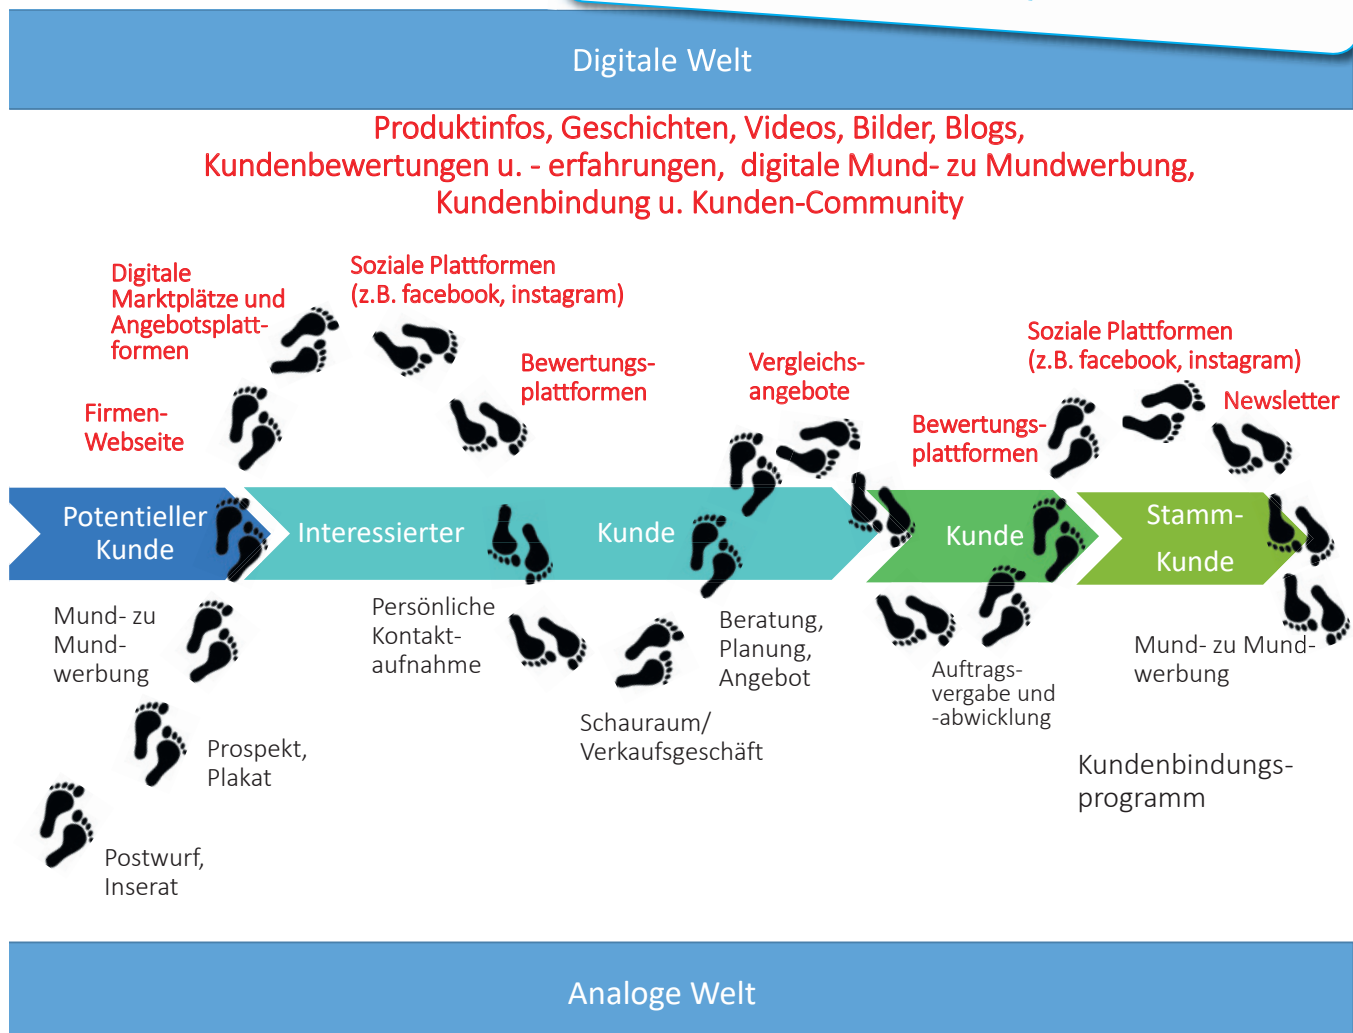 Digitale Welt
Produktinfos, Geschichten, Videos, Bilder, Blogs,
Kundenbewertungen u. - erfahrungen, digitale Mund- zu Mundwerbung,
Kundenbindung u. Kunden-Community
Digitale
Marktplätze und
Angebotsplatt-
formen
Soziale Plattformen
(z.B. facebook, instagram)
Firmen-
Webseite
Bewertungs-
plattformen
Vergleichs-
angebote
Bewertungs-
plattformen
Soziale Plattformen
(z.B. facebook, instagram)
Newsletter
Potentieller
Kunde
Interessierter
Kunde
Kunde
Stamm-
Kunde
Mund- zu
Mund-
werbung
Prospekt,
Plakat
Postwurf,
Inserat
Persönliche
Kontakt-
aufnahme
Schauraum/
Verkaufsgeschäft
Beratung,
Planung,
Angebot
Auftrags-
vergabe und
-abwicklung
Mund- zu Mund-
werbung
Kundenbindungs-
programm
Analoge Welt